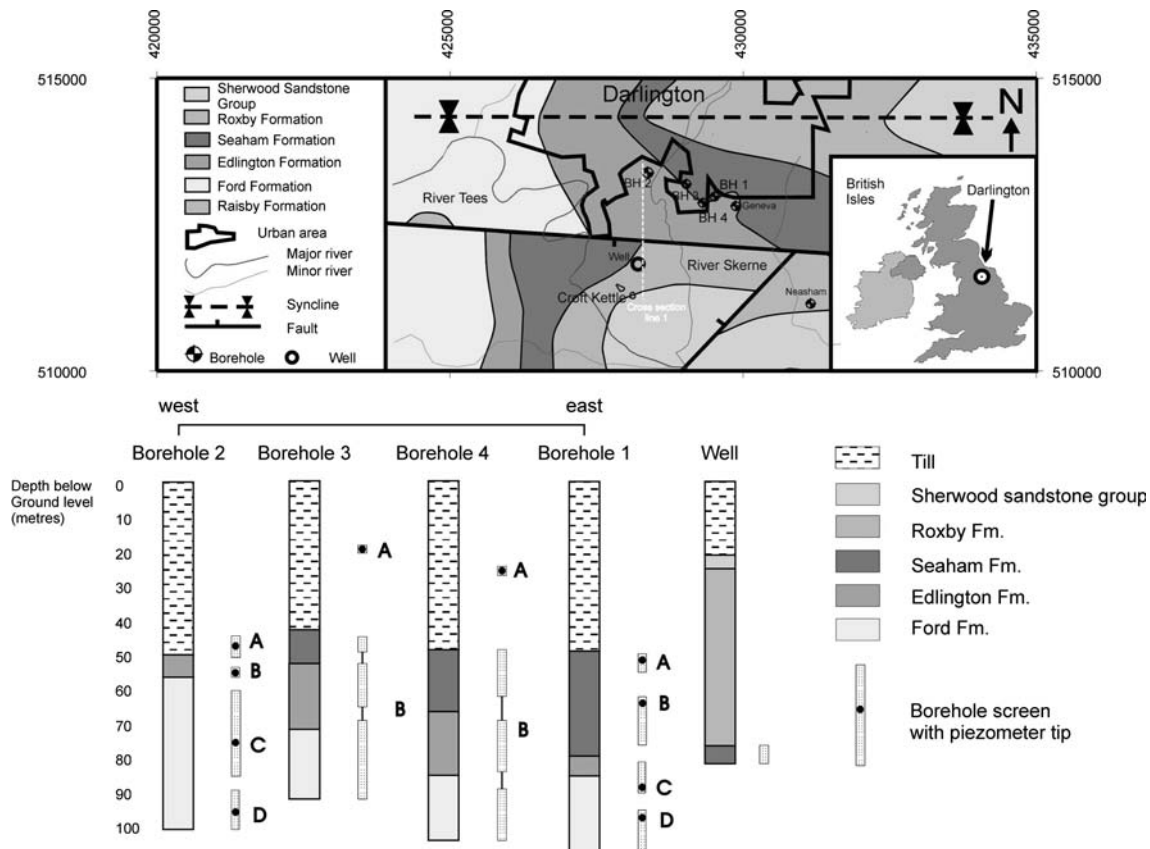 420000
425000
430000
435000
515000
515000
Sherwood Sandstone
Group
Roxby Formation
Seaham Formation
Edlington Formation
Ford Formation
Raisby Formation
Urban area
Major river
Minor river
Syncline
Fault
Borehole
Well
Darlington
N
River Tees
BH 2
BH 3
BH 1
BH 4
Geneva
Well
River Skerne
Croft Kettle
Cross section
line 1
Neasham
British
Isles
Darlington
510000
510000
west
east
Borehole 2
Borehole 3
Borehole 4
Borehole 1
Well
Depth below
Ground level
(metres)
0
10
20
30
40
50
60
70
80
90
100
A
B
C
D
A
B
A
B
A
B
C
D
Till
Sherwood sandstone group
Roxby Fm.
Seaham Fm.
Edlington Fm.
Ford Fm.
Borehole screen
with piezometer tip